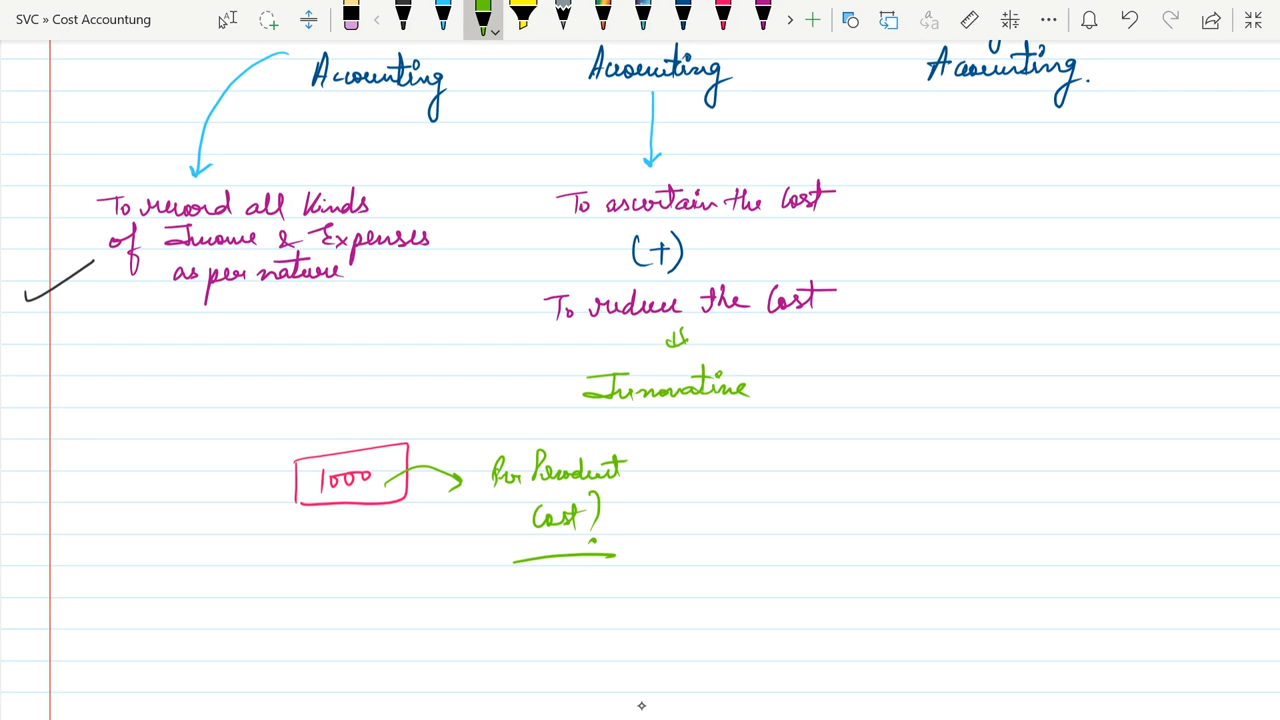 SVC » Cost Accountung
Accounting
Accounting
Accounting.
To record all Kinds
of Income & Expenses
as per nature
To ascertain the Cost
(+)
To reduce the Cost
Innovative
1000
Per Product
Cost?